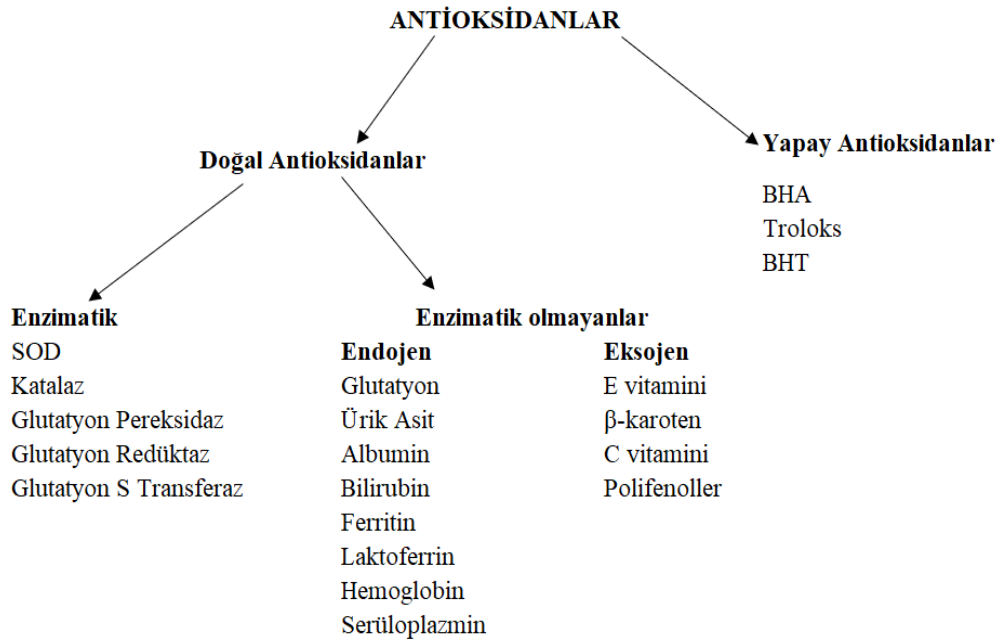 ANTİOKSİDANLAR
Doğal Antioksidanlar
Yapay Antioksidanlar
BHA
Troloks
BHT
Enzimatik
SOD
Katalaz
Glutatyon Pereksidaz
Glutatyon Redüktaz
Glutatyon S Transferaz
Enzimatik olmayanlar
Endojen
Glutatyon
Ürik Asit
Albumin
Bilirubin
Ferritin
Laktoferrin
Hemoglobin
Serüloplazmin
Eksojen
E vitamini
β-karoten
C vitamini
Polifenoller